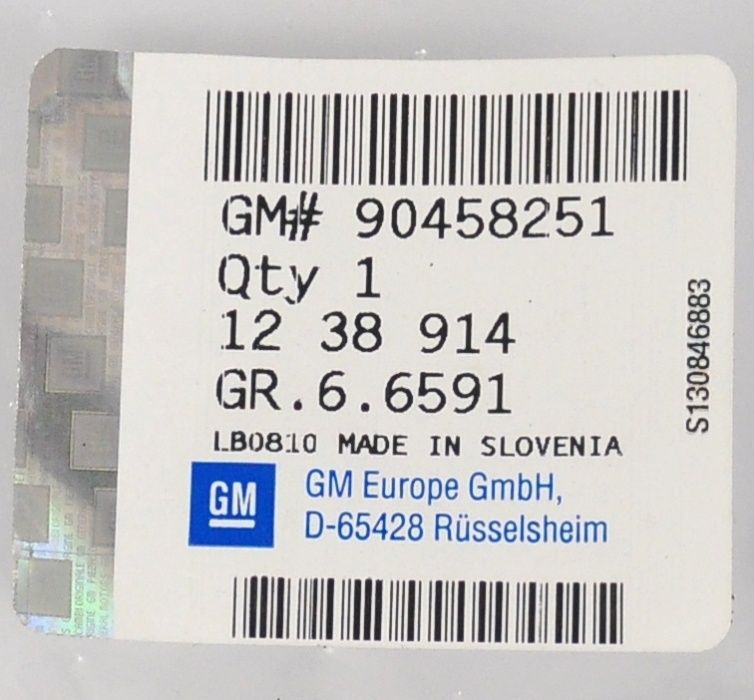 GM# 90458251
Qty 1
12 38 914
GR.6.6591
LB0810 MADE IN SLOVENIA
GM
GM Europe GmbH,
D-65428 Rüsselsheim
S130846883